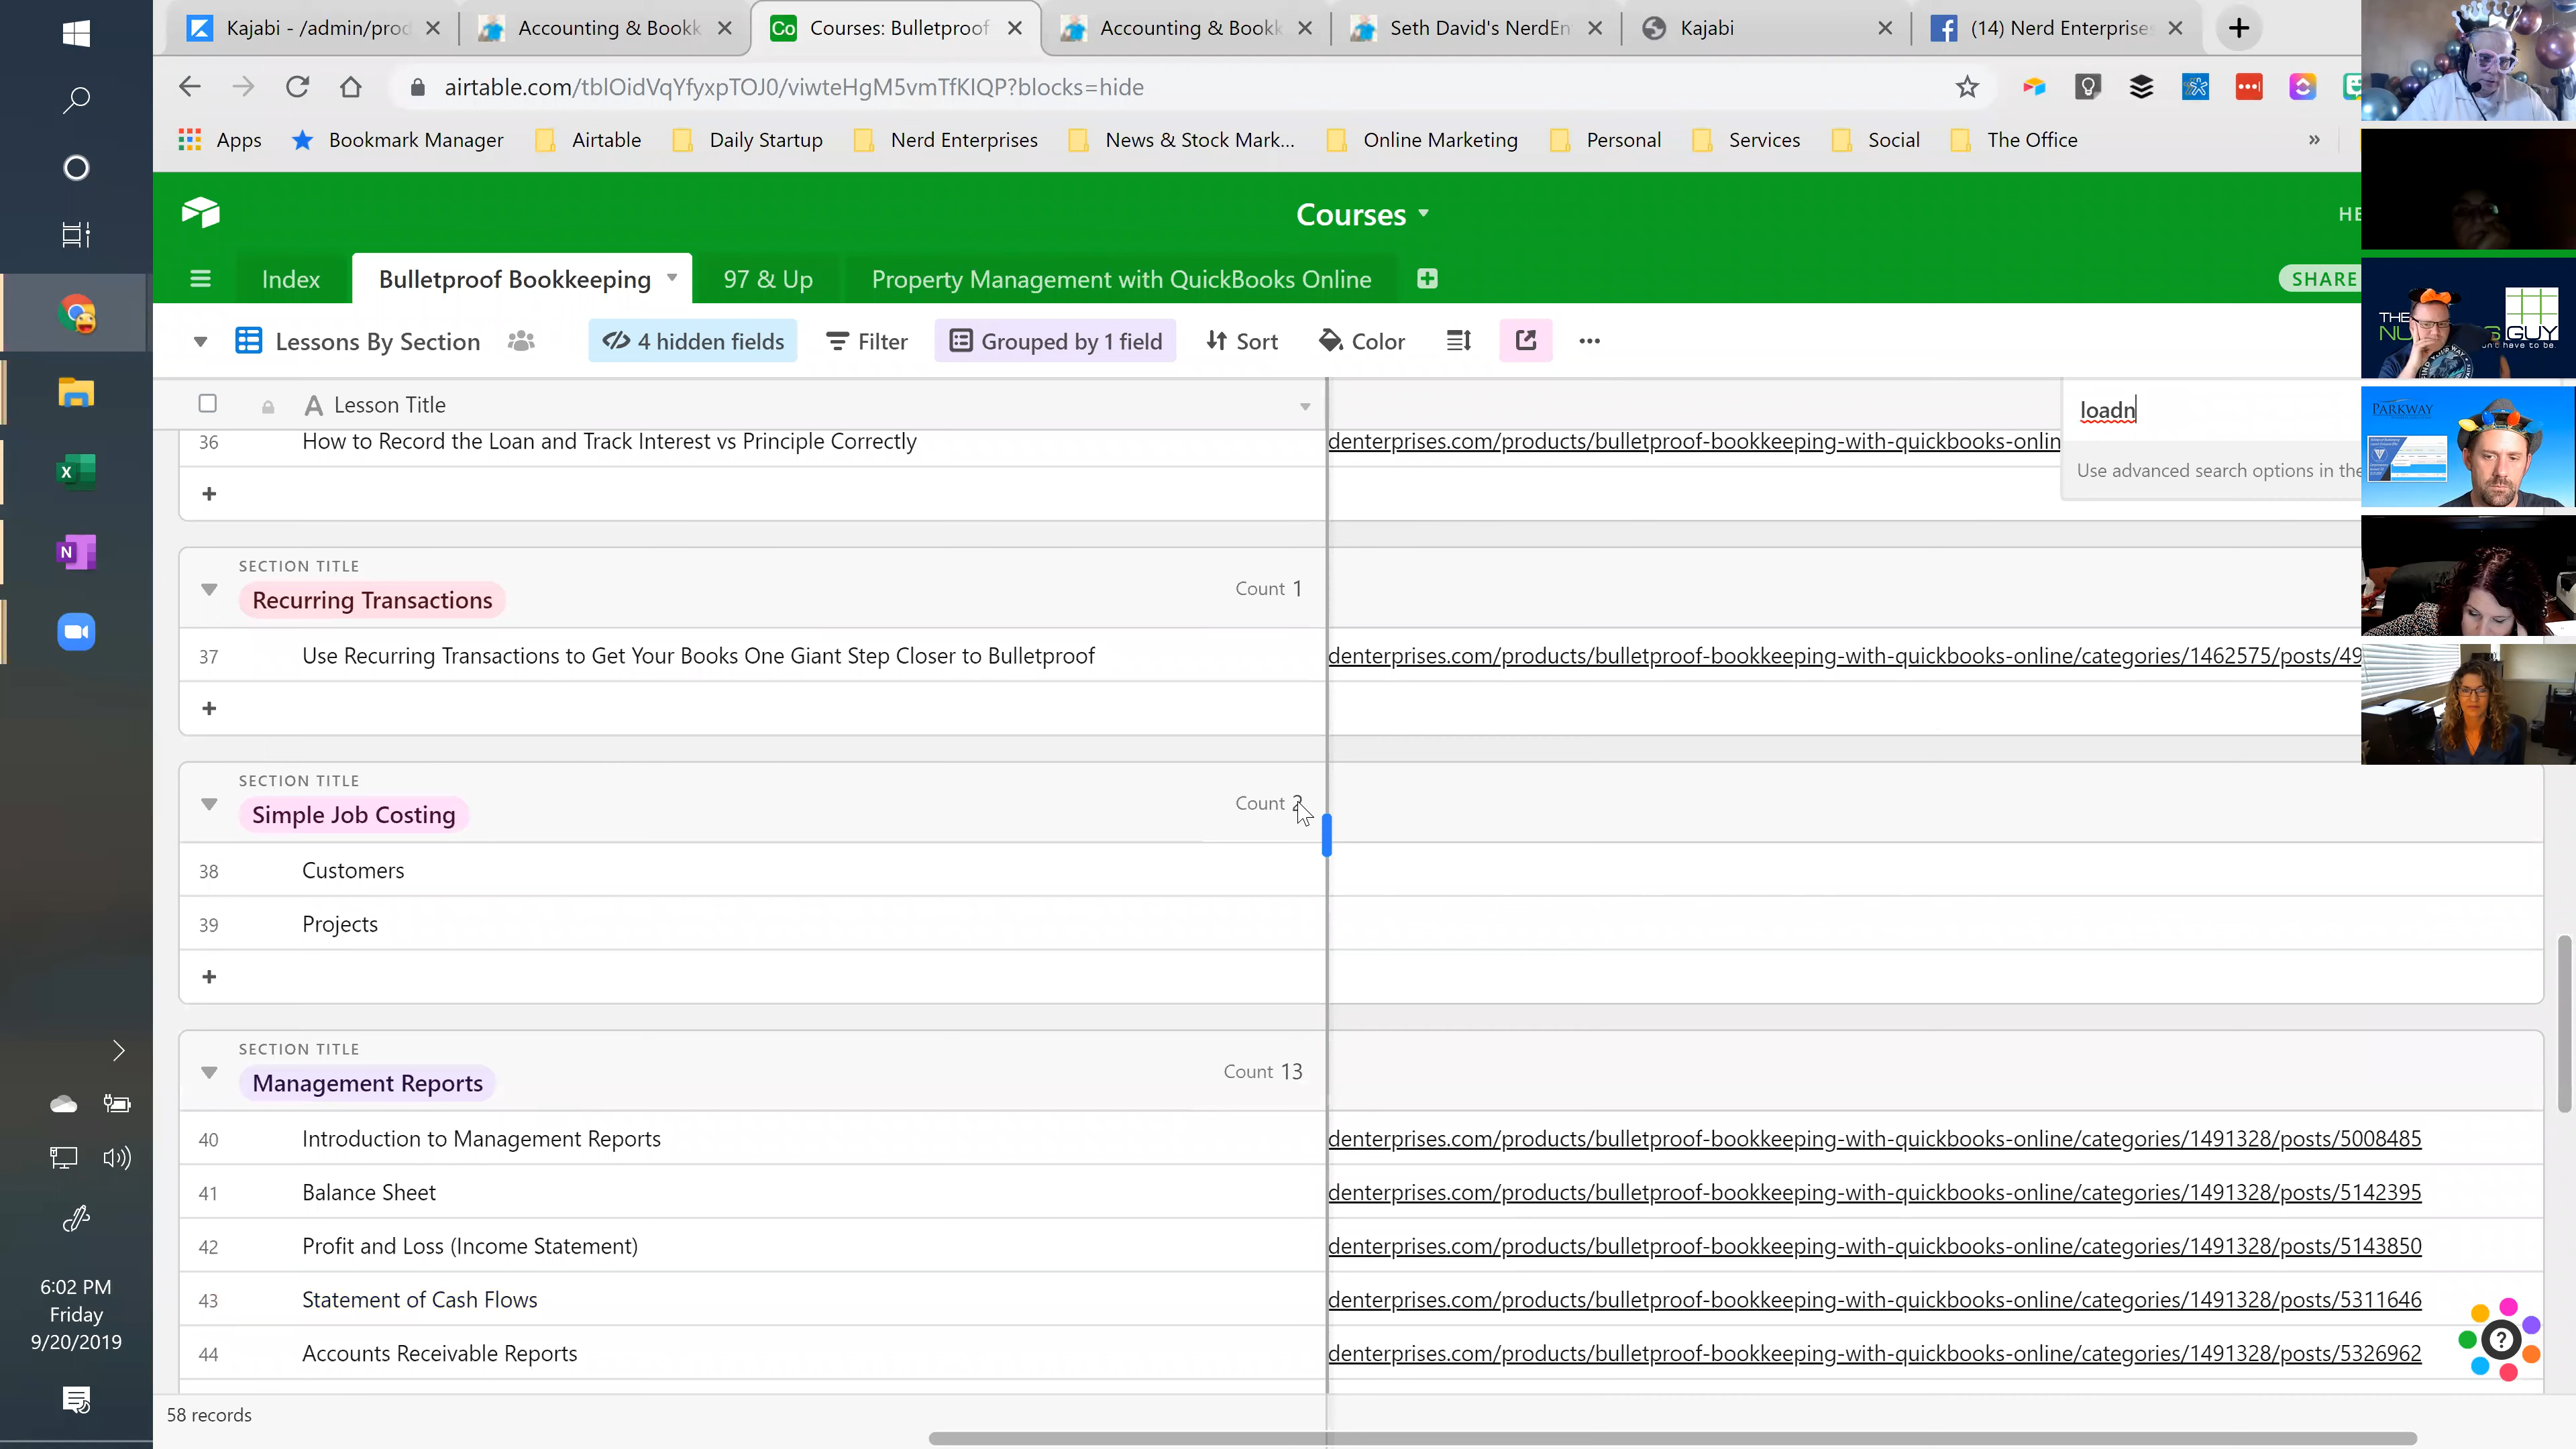 Kajabi - /admin/prod
Accounting & Bookk
Co Courses: Bulletproof
Accounting & Bookk
Seth David's NerdEn
Kajabi
(14) Nerd Enterprises
airtable.com/tblOidVqYfyxpTOJ0/viwteHgM5vmTfKIQP?blocks=hide
Apps Bookmark Manager Airtable Daily Startup Nerd Enterprises News & Stock Mark... Online Marketing Personal Services Social The Office »
Courses
HE
Index Bulletproof Bookkeeping 97 & Up Property Management with QuickBooks Online
SHARE
Lessons By Section 4 hidden fields Filter Grouped by 1 field Sort Color
Lesson Title
loadn
Use advanced search options in the
36 How to Record the Loan and Track Interest vs Principle Correctly denterprises.com/products/bulletproof-bookkeeping-with-quickbooks-onlin
+
SECTION TITLE
Recurring Transactions Count 1
37 Use Recurring Transactions to Get Your Books One Giant Step Closer to Bulletproof denterprises.com/products/bulletproof-bookkeeping-with-quickbooks-online/categories/1462575/posts/49
+
SECTION TITLE
Simple Job Costing Count 2
38 Customers
39 Projects
+
SECTION TITLE
Management Reports Count 13
40 Introduction to Management Reports denterprises.com/products/bulletproof-bookkeeping-with-quickbooks-online/categories/1491328/posts/5008485
41 Balance Sheet denterprises.com/products/bulletproof-bookkeeping-with-quickbooks-online/categories/1491328/posts/5142395
42 Profit and Loss (Income Statement) denterprises.com/products/bulletproof-bookkeeping-with-quickbooks-online/categories/1491328/posts/5143850
43 Statement of Cash Flows denterprises.com/products/bulletproof-bookkeeping-with-quickbooks-online/categories/1491328/posts/5311646
44 Accounts Receivable Reports denterprises.com/products/bulletproof-bookkeeping-with-quickbooks-online/categories/1491328/posts/5326962
58 records
6:02 PM
Friday
9/20/2019
THE
NU S GUY
PARKWAY